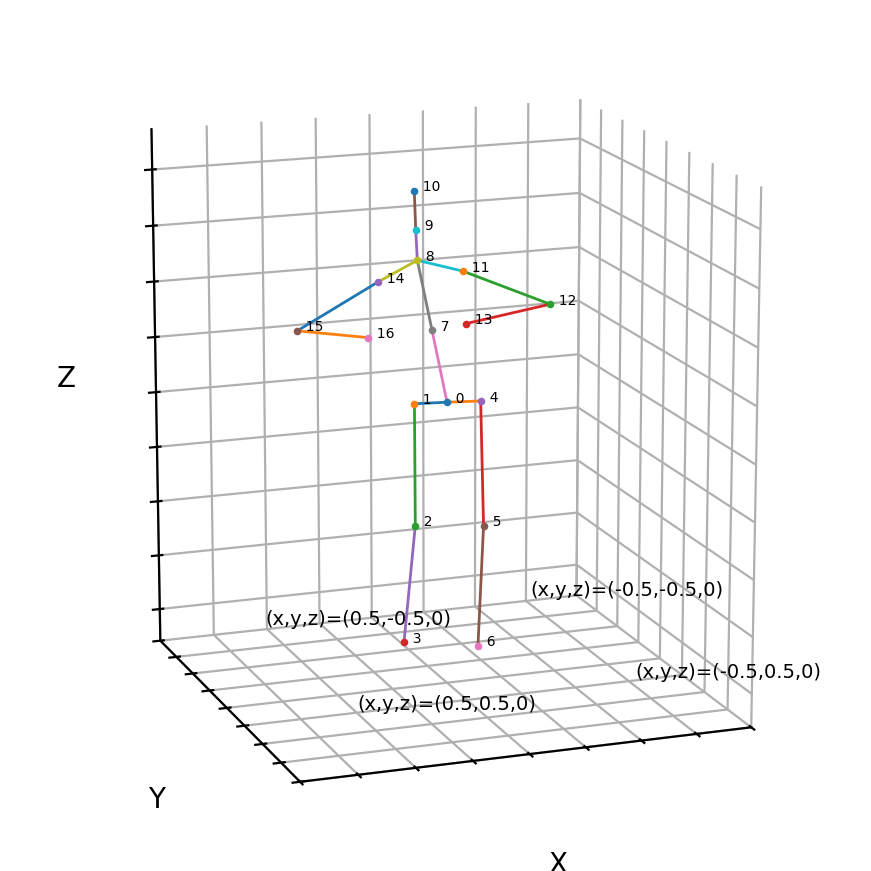 10
9
8
11
14
12
13
15
7
16
Z
4
1
0
2
5
(x,y,z)=(-0.5,-0.5,0)
(x,y,z)=(0.5,-0.5,0)
3
6
(x,y,z)=(-0.5,0.5,0)
(x,y,z)=(0.5,0.5,0)
Y
X